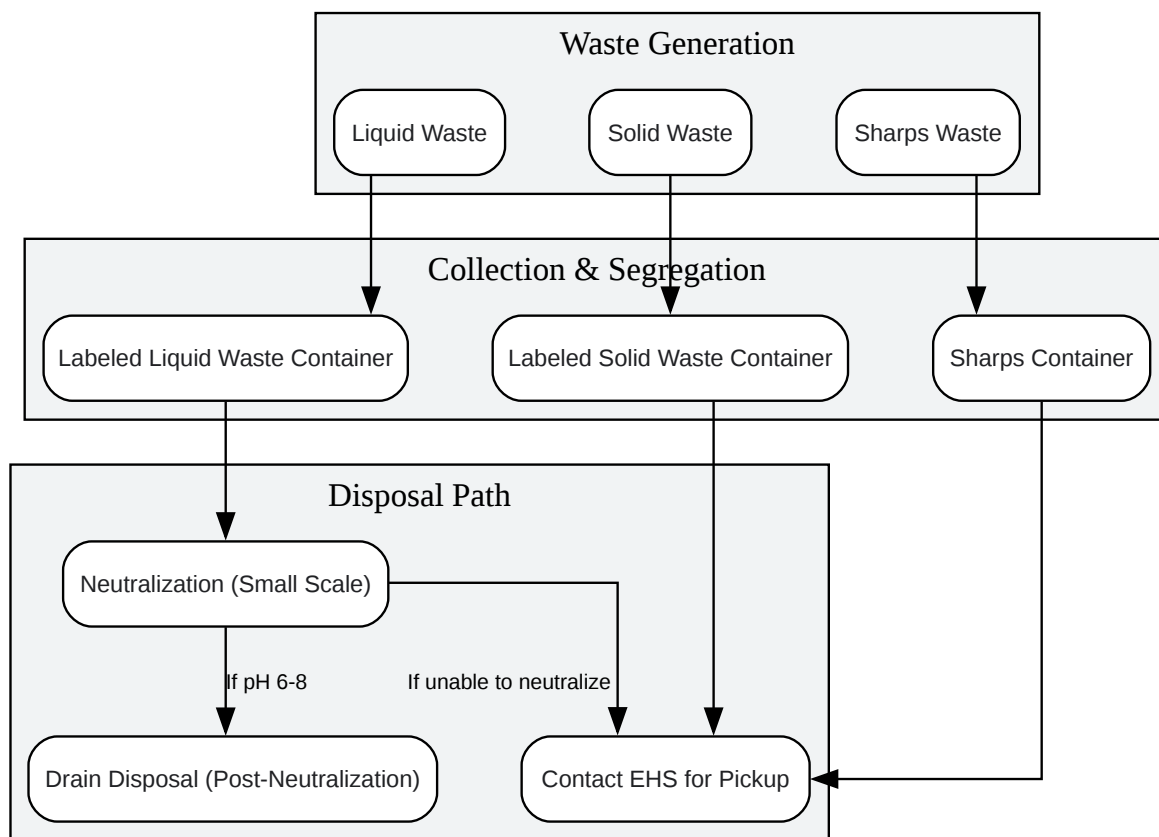 Waste Generation
Liquid Waste
Solid Waste
Sharps Waste
Collection & Segregation
Labeled Liquid Waste Container
Labeled Solid Waste Container
Sharps Container
Disposal Path
Neutralization (Small Scale)
If pH 6-8
If unable to neutralize
Drain Disposal (Post-Neutralization)
Contact EHS for Pickup